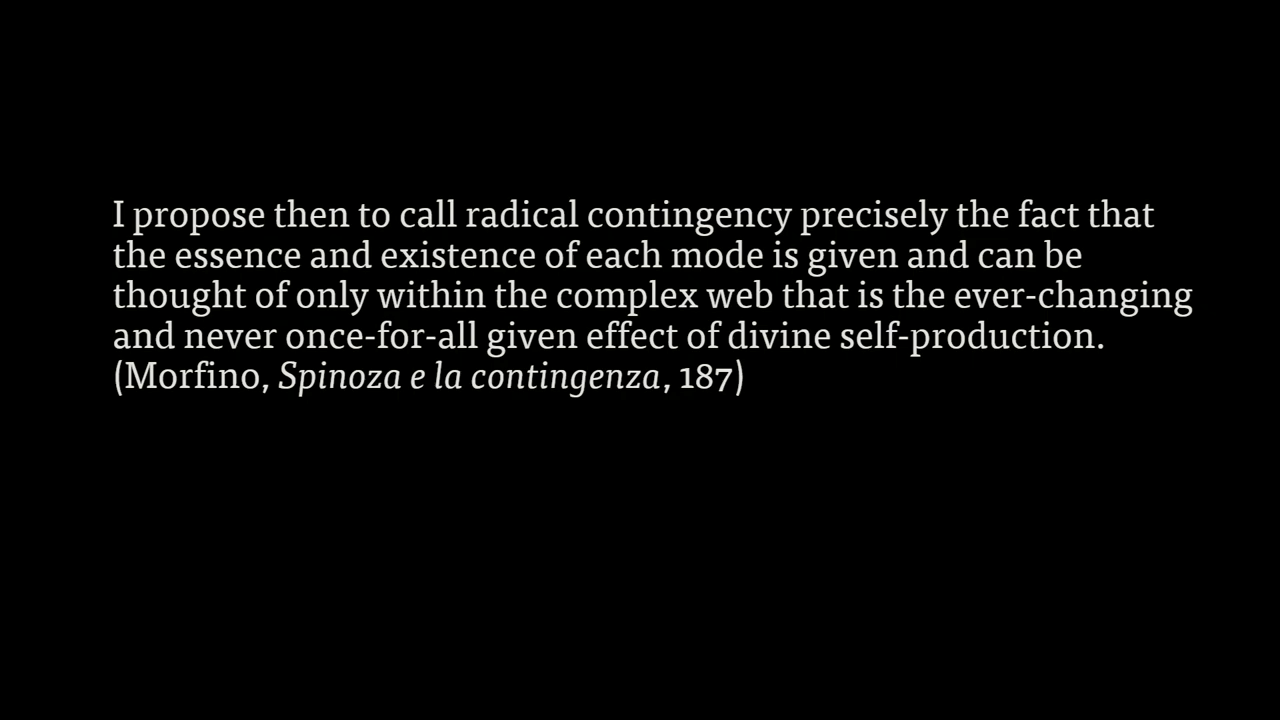 I propose then to call radical contingency precisely the fact that
the essence and existence of each mode is given and can be
thought of only within the complex web that is the ever-changing
and never once-for-all given effect of divine self-production.
(Morfino, Spinoza e la contingenza, 187)